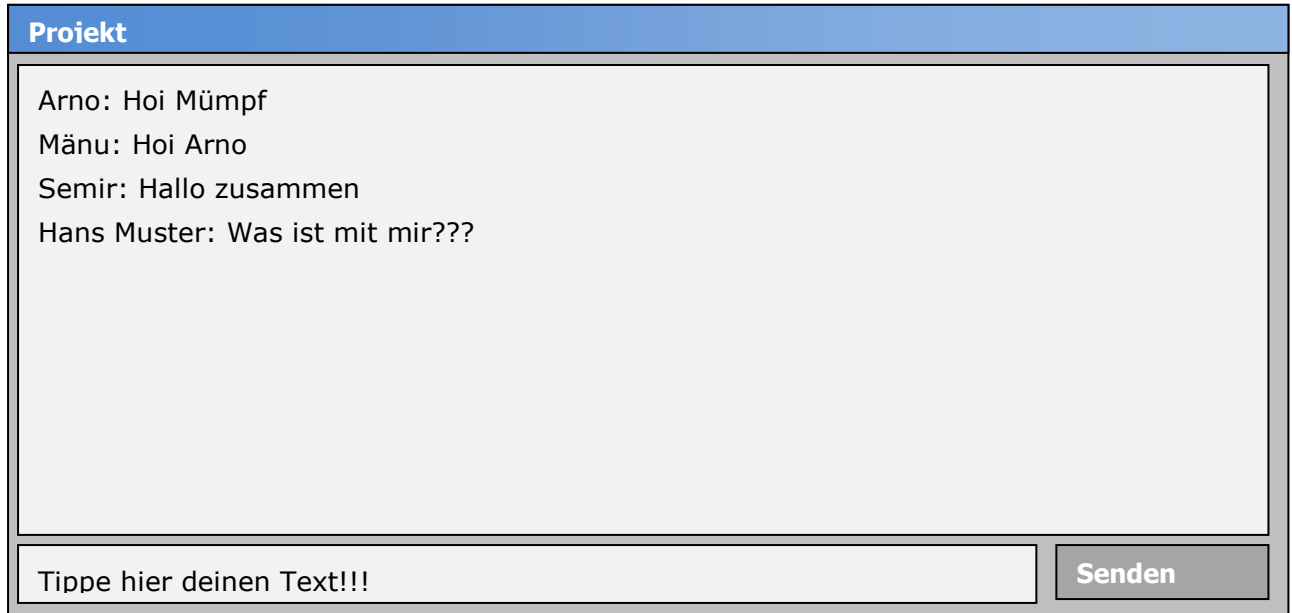 Projekt
Arno: Hoi Mümpf
Mänu: Hoi Arno
Semir: Hallo zusammen
Hans Muster: Was ist mit mir???
Tippe hier deinen Text!!!
Senden